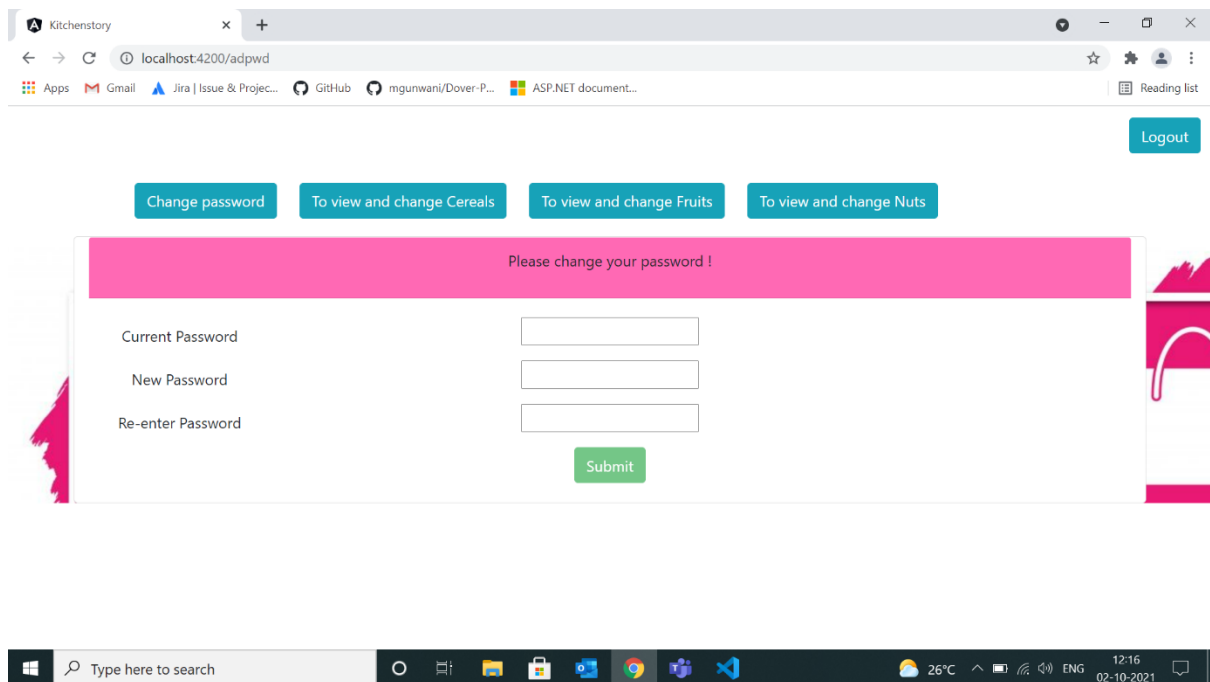 Kitchenstory
localhost:4200/adpwd
Apps Gmail Jira | Issue & Projec... GitHub mgunwani/Dover-P... ASP.NET document... Reading list
Logout
Change password To view and change Cereals To view and change Fruits To view and change Nuts
Please change your password !
Current Password
New Password
Re-enter Password
Submit
Type here to search 26°C ENG 12:16
02-10-2021